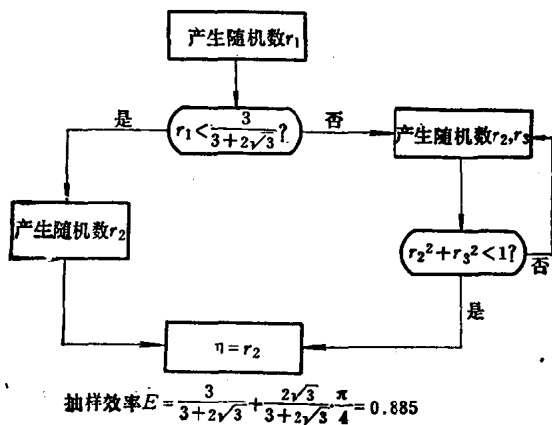 产生随机数r₁
r₁<3/(3+2√3)?
是
否
产生随机数r₂,r₃
产生随机数r₂
r₂²+r₃²<1?
否
是
η=r₂
抽样效率E=3/(3+2√3)+2√3/(3+2√3)·π/4=0.885